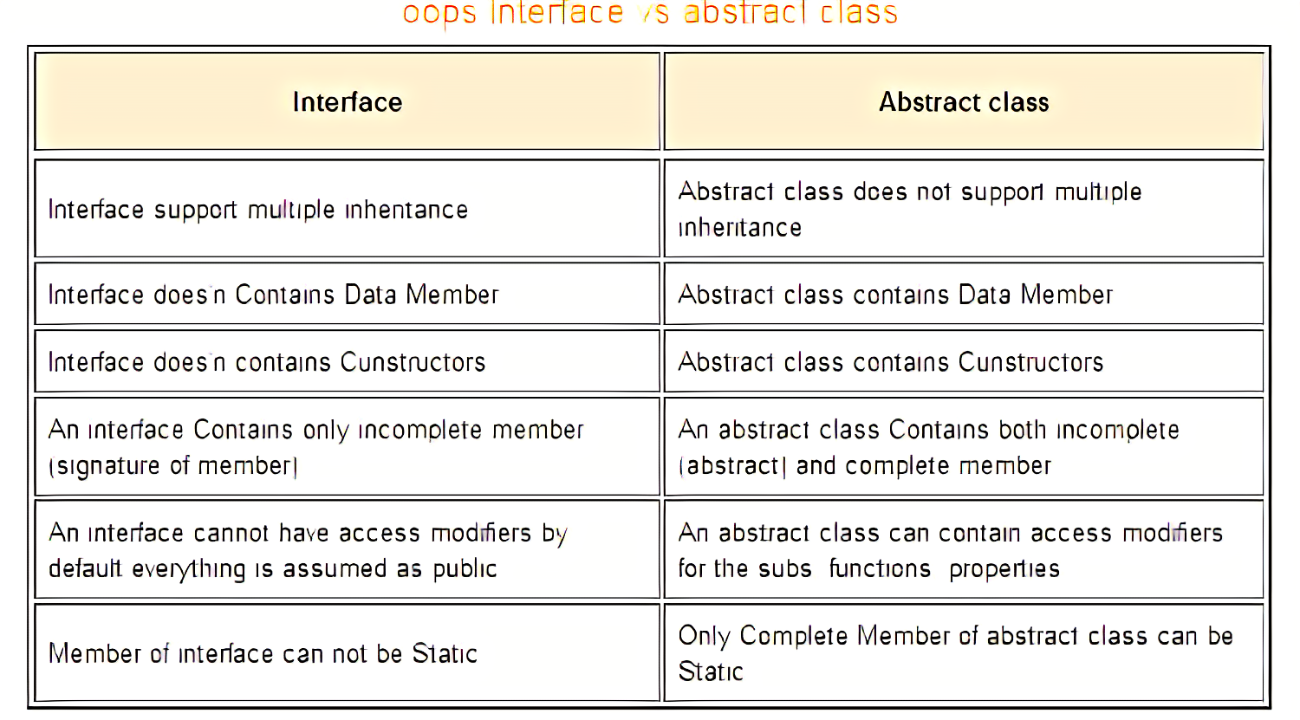 oops Interface vs abstract class
Interface
Abstract class
Interface support multiple inheritance
Abstract class does not support multiple
inheritance
Interface does'n Contains Data Member
Abstract class contains Data Member
Interface does'n contains Cunstructors
Abstract class contains Cunstructors
An interface Contains only incomplete member
(signature of member)
An abstract class Contains both incomplete
(abstract) and complete member
An interface cannot have access modifiers by
default everything is assumed as public
An abstract class can contain access modifiers
for the subs functions properties
Member of interface can not be Static
Only Complete Member of abstract class can be
Static